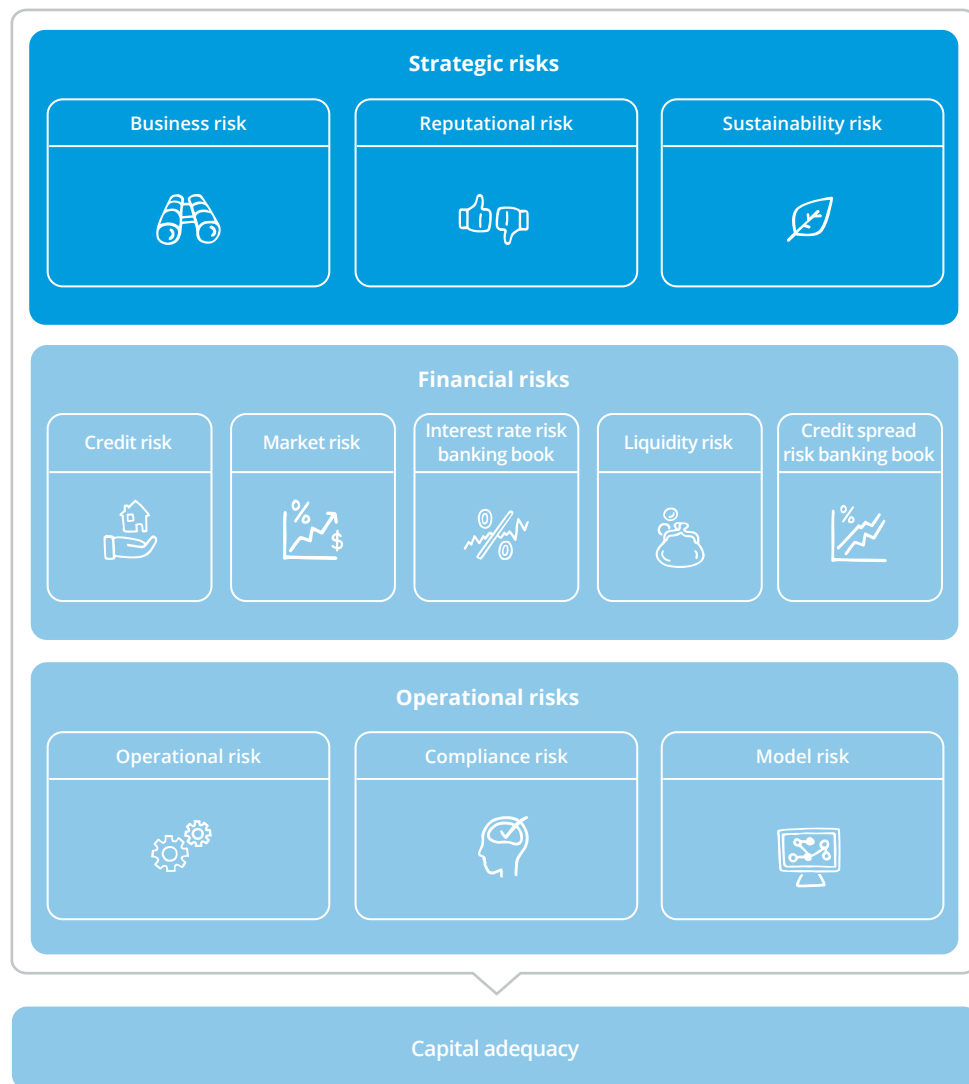 Strategic risks
Business risk
Reputational risk
Sustainability risk
Financial risks
Credit risk
Market risk
Interest rate risk
banking book
Liquidity risk
Credit spread
risk banking book
%
$
%
Operational risks
Operational risk
Compliance risk
Model risk
Capital adequacy